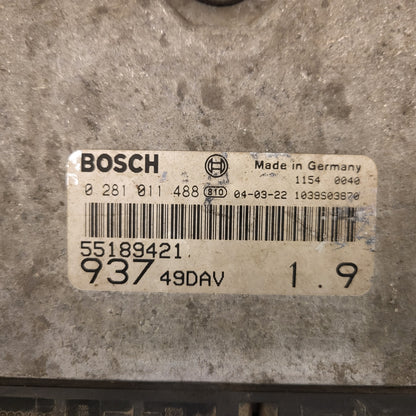 BOSCH Made in Germany
1154 0040
0 281 011 488 S10 04-03-22 1039S03870
55189421
937 49DAV 1.9